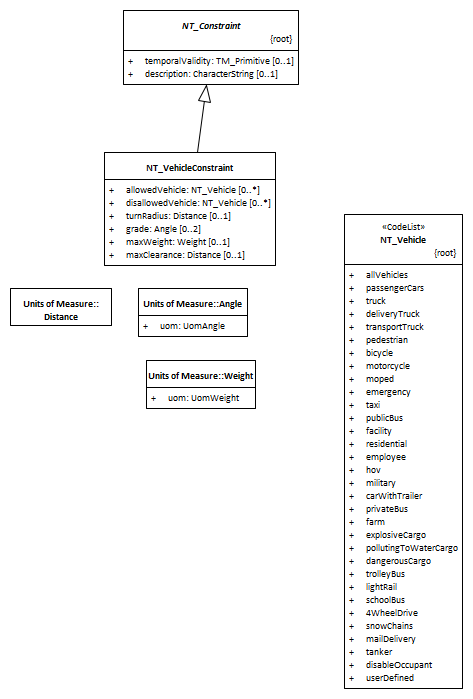 NT_Constraint
{root}
+ temporalValidity: TM_Primitive [0..1]
+ description: CharacterString [0..1]
NT_VehicleConstraint
+ allowedVehicle: NT_Vehicle [0..*]
+ disallowedVehicle: NT_Vehicle [0..*]
+ turnRadius: Distance [0..1]
+ grade: Angle [0..2]
+ maxWeight: Weight [0..1]
+ maxClearance: Distance [0..1]
Units of Measure::
Distance
Units of Measure::Angle
+ uom: UomAngle
Units of Measure::Weight
+ uom: UomWeight
«CodeList»
NT_Vehicle
{root}
+ allVehicles
+ passengerCars
+ truck
+ deliveryTruck
+ transportTruck
+ pedestrian
+ bicycle
+ motorcycle
+ moped
+ emergency
+ taxi
+ publicBus
+ facility
+ residential
+ employee
+ hov
+ military
+ carWithTrailer
+ privateBus
+ farm
+ explosiveCargo
+ pollutingToWaterCargo
+ dangerousCargo
+ trolleyBus
+ lightRail
+ schoolBus
+ 4WheelDrive
+ snowChains
+ mailDelivery
+ tanker
+ disableOccupant
+ userDefined